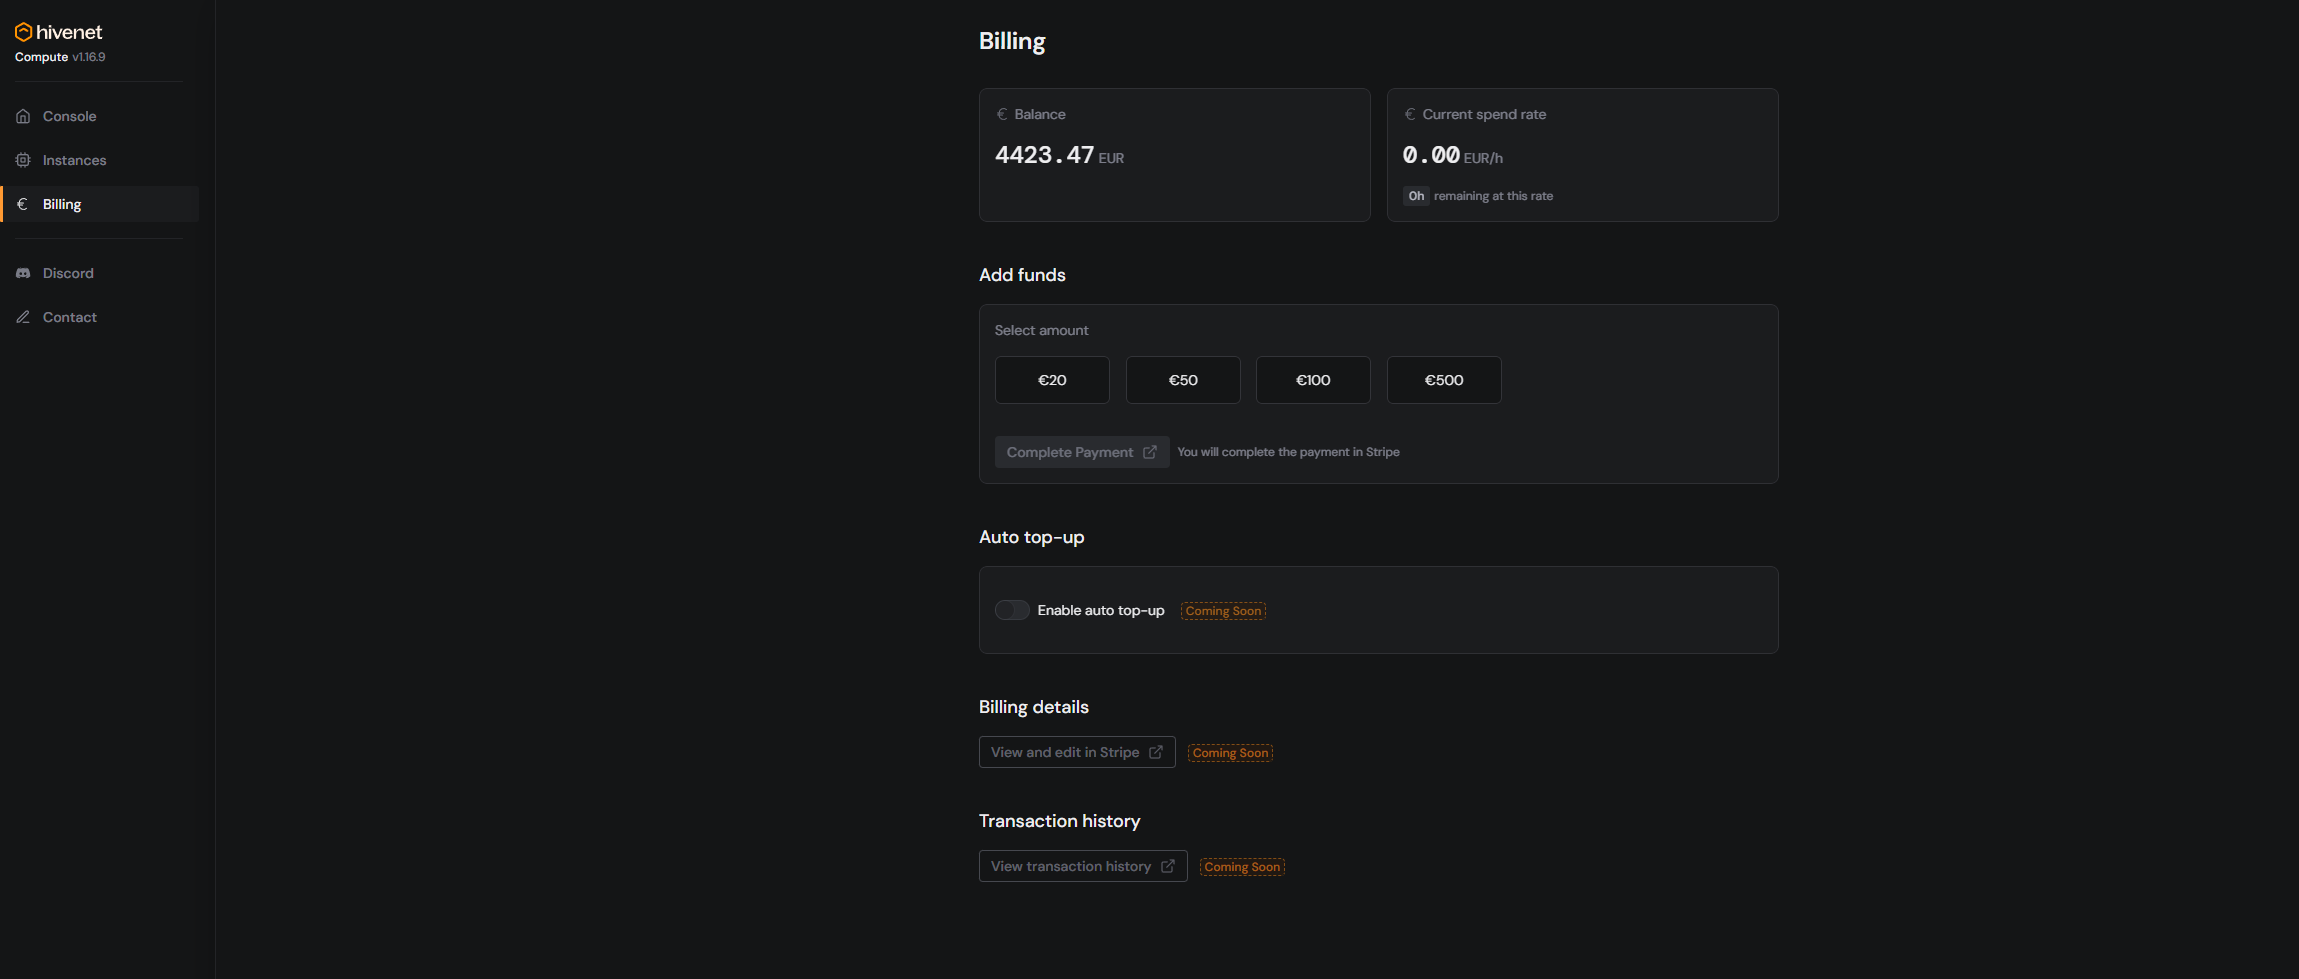 hivenet
Compute v1.16.9
Console
Instances
€ Billing
Discord
Contact
Billing
€ Balance
4423.47 EUR
€ Current spend rate
0.00 EUR/h
0h remaining at this rate
Add funds
Select amount
€20 €50 €100 €500
Complete Payment You will complete the payment in Stripe
Auto top-up
Enable auto top-up Coming Soon
Billing details
View and edit in Stripe Coming Soon
Transaction history
View transaction history Coming Soon